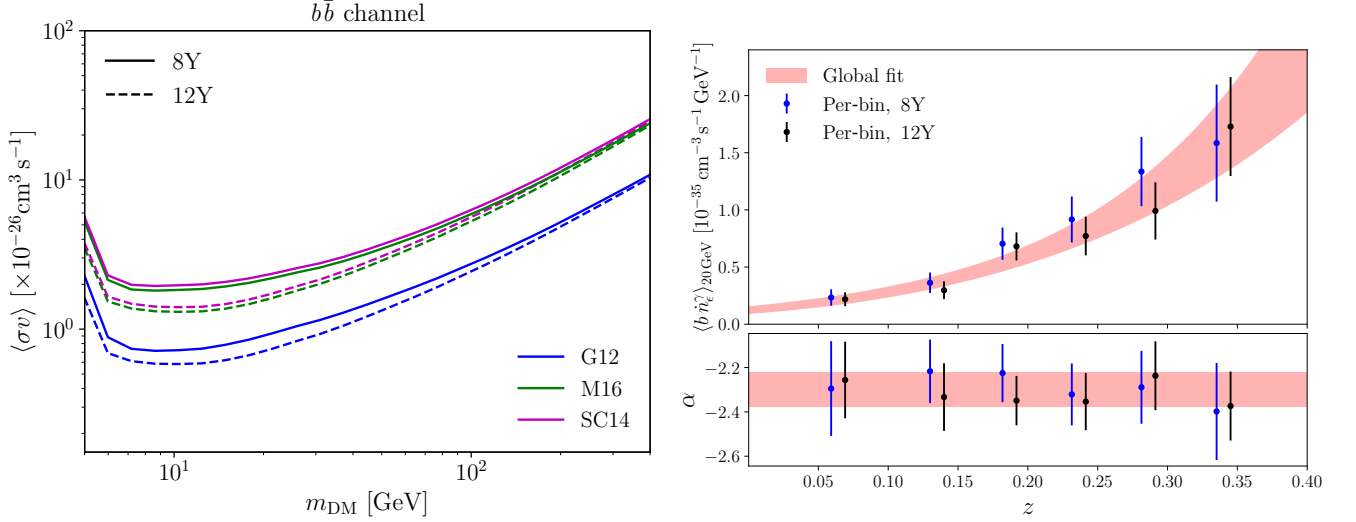 b b̄ channel
10²
10¹
10⁰
⟨σv⟩ [×10⁻²⁶cm³ s⁻¹]
8Y
12Y
G12
M16
SC14
10¹
10²
m_DM [GeV]
⟨b ṅ_ϵ^γ⟩_20 GeV [10⁻³⁵ cm⁻³ s⁻¹ GeV⁻¹]
2.0
1.5
1.0
0.5
0.0
Global fit
Per-bin, 8Y
Per-bin, 12Y
α
−2.2
−2.4
−2.6
0.05 0.10 0.15 0.20 0.25 0.30 0.35 0.40
z